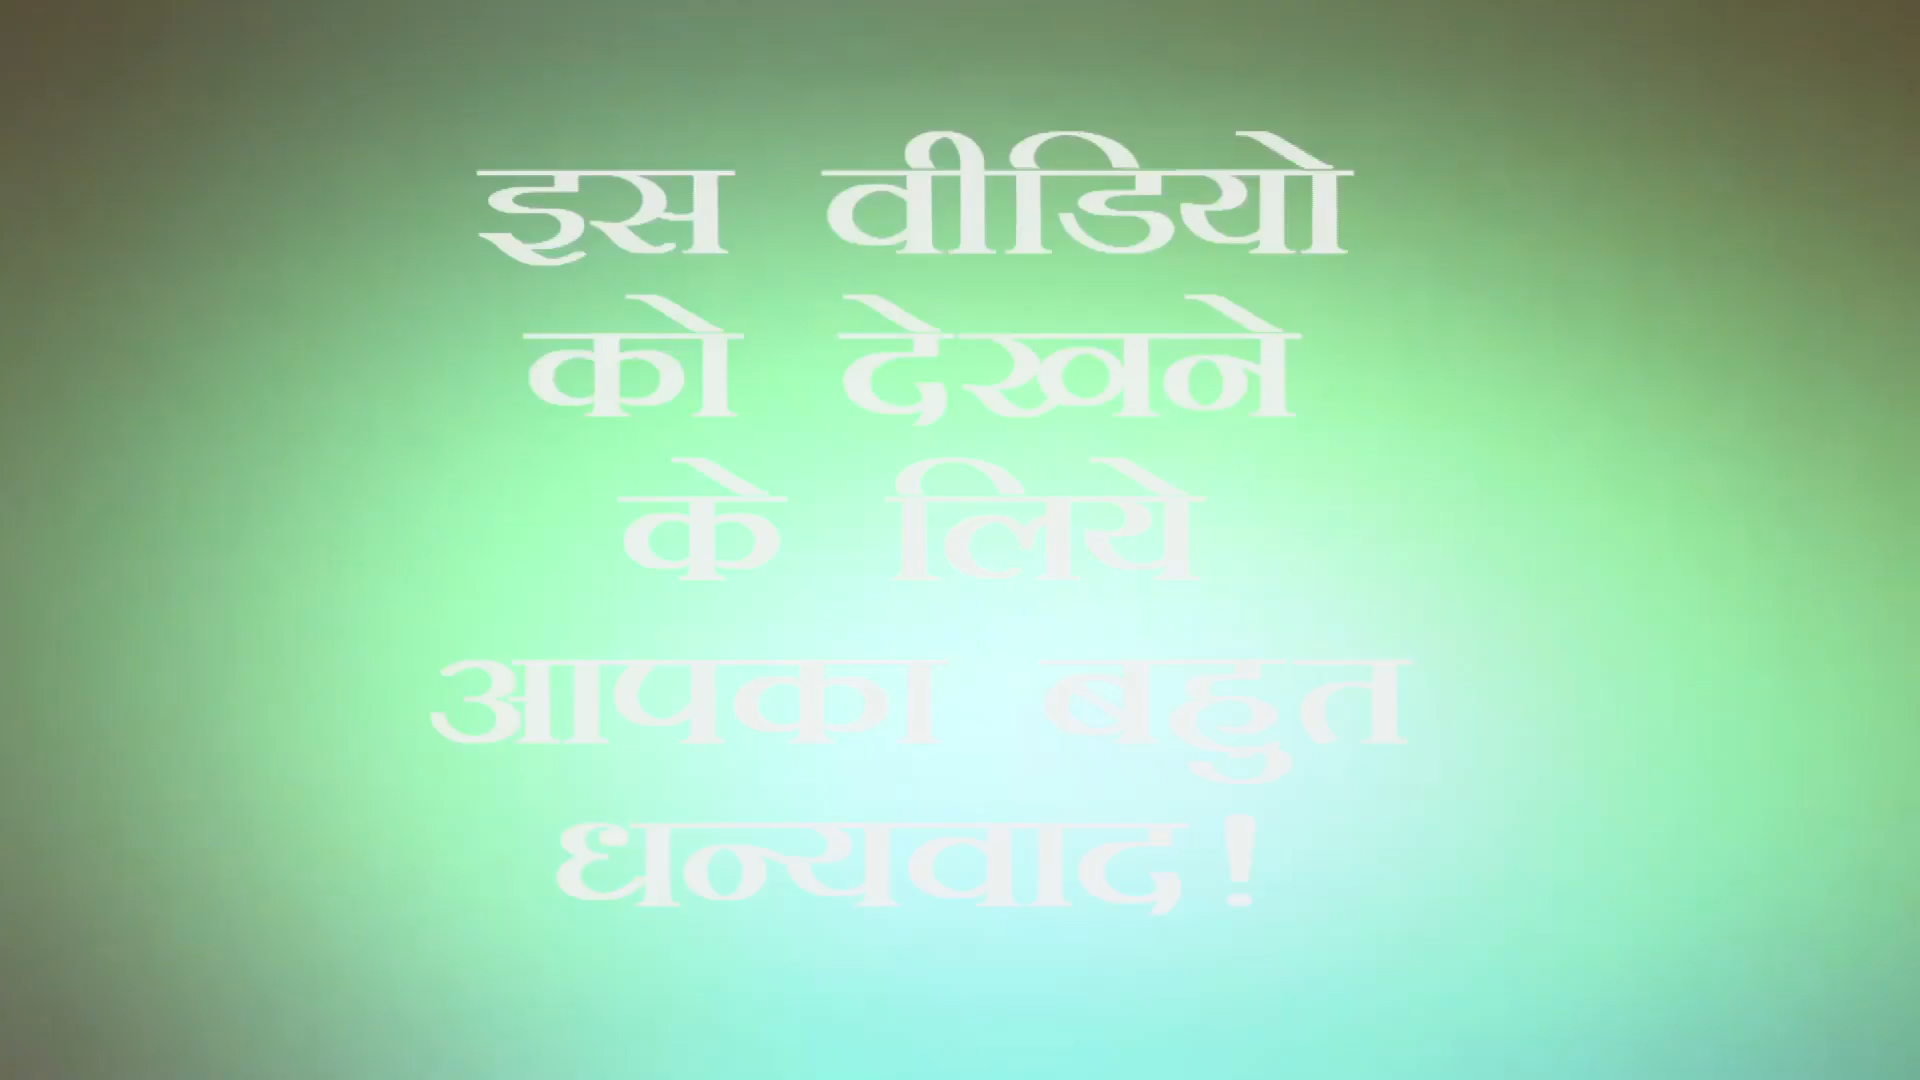 इस वीडियो
को देखने
के लिये
आपका बहुत
धन्यवाद!